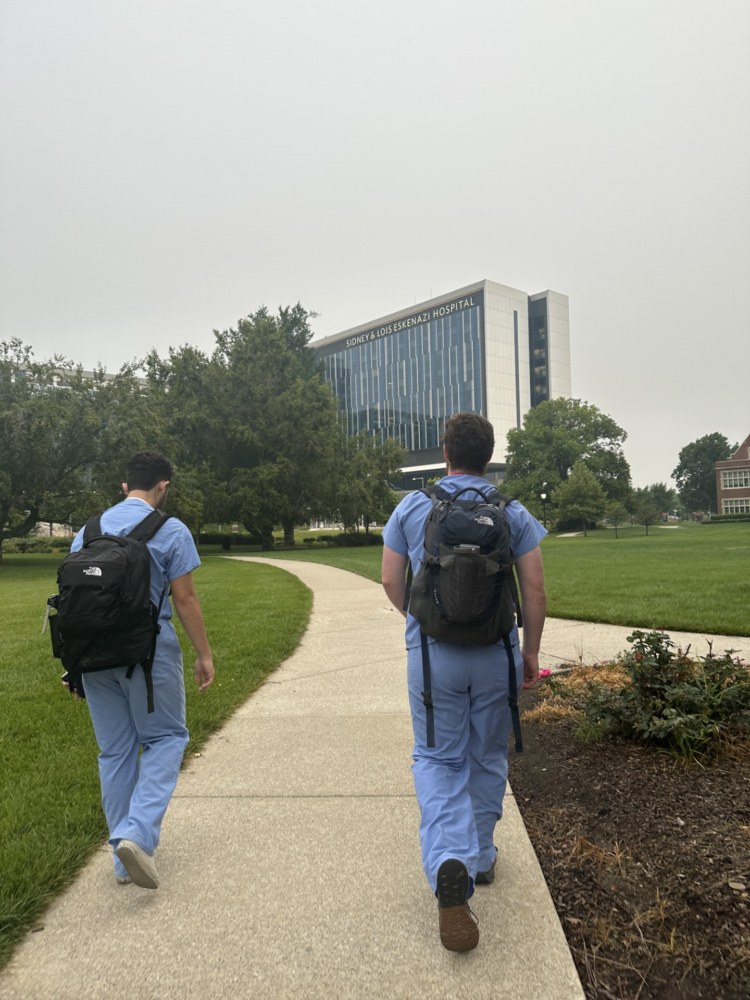 SIDNEY & LOIS ESKENAZI HOSPITAL
THE
NORTH
FACE
THE
NORTH
FACE